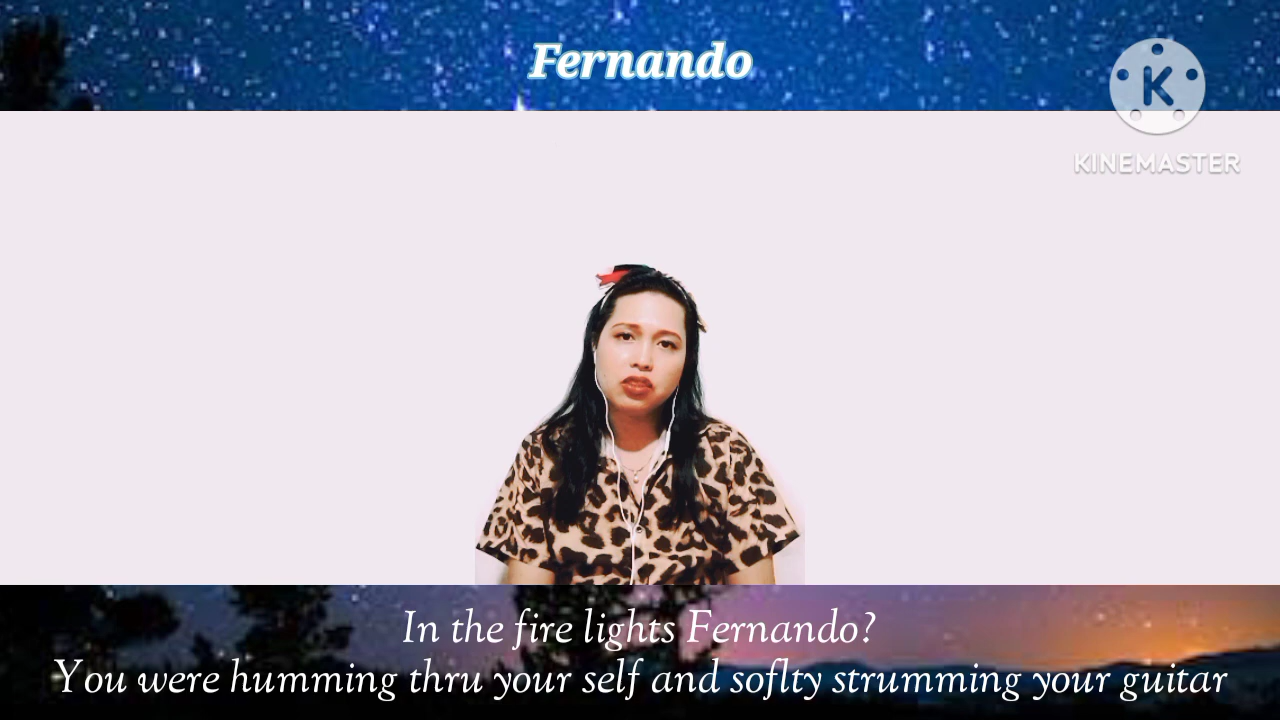 Fernando
K
KINEMASTER
In the fire lights Fernando?
You were humming thru your self and soflty strumming your guitar